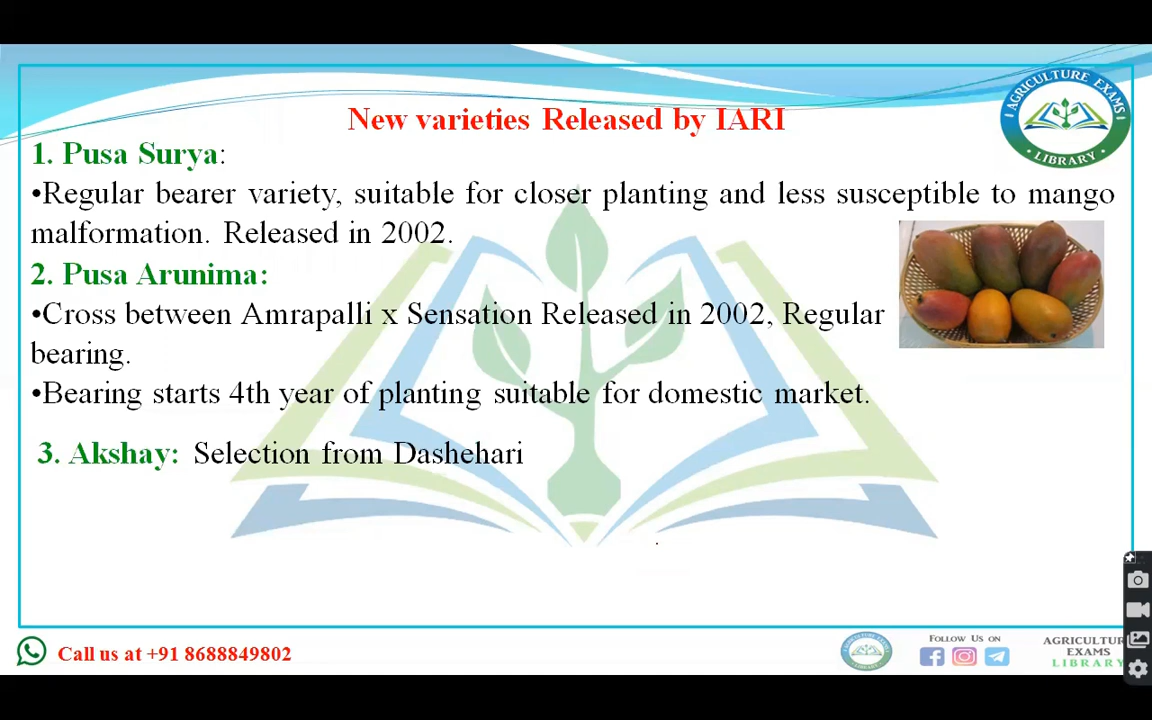 AGRICULTURE EXAMS
LIBRARY
New varieties Released by IARI
1. Pusa Surya:
•Regular bearer variety, suitable for closer planting and less susceptible to mango
malformation. Released in 2002.
2. Pusa Arunima:
•Cross between Amrapalli x Sensation Released in 2002, Regular
bearing.
•Bearing starts 4th year of planting suitable for domestic market.
3. Akshay: Selection from Dashehari
Call us at +91 8688849802
FOLLOW US ON
AGRICULTUR
EXAMS
LIBRARY